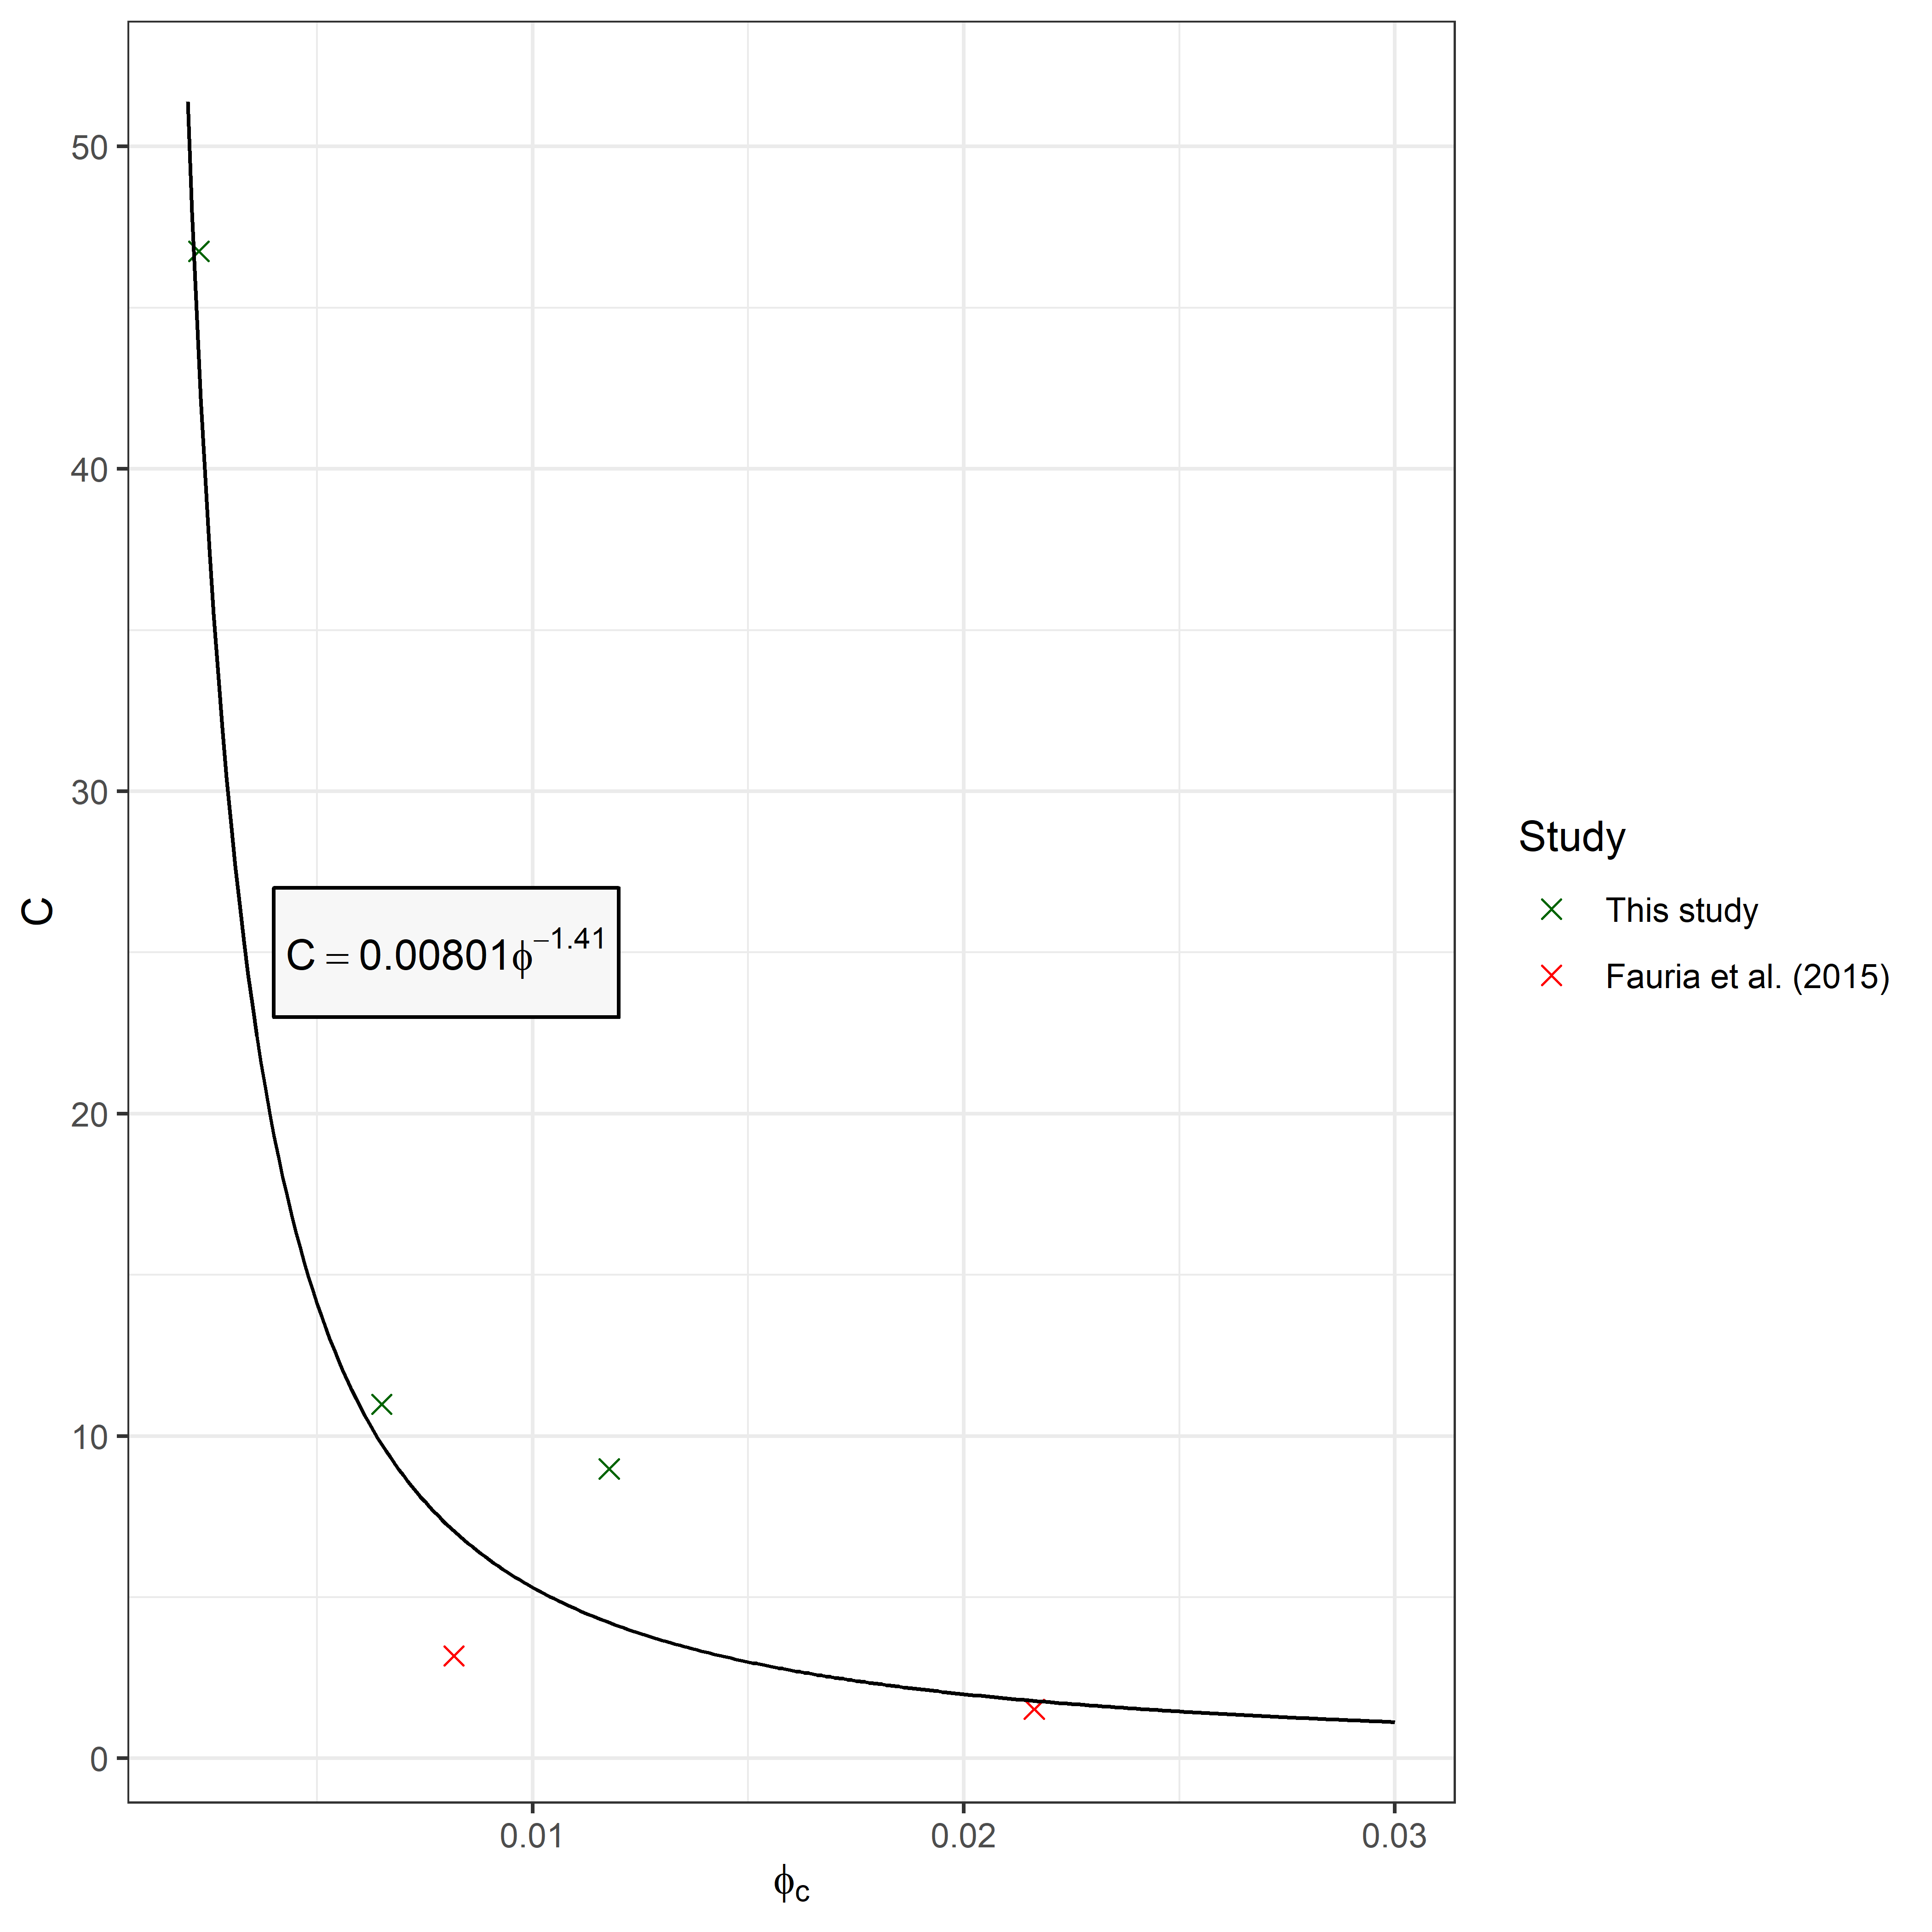 50
40
30
20
10
0
C
C = 0.00801ϕ^−1.41
0.01
0.02
0.03
ϕc
Study
This study
Fauria et al. (2015)